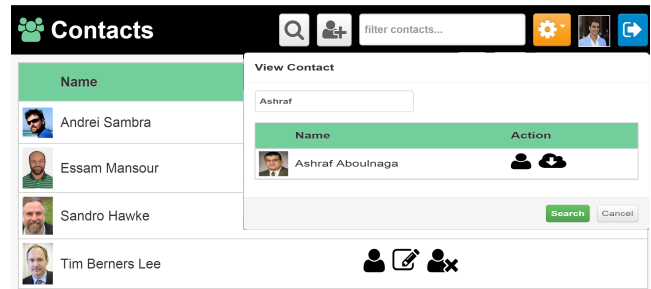 Contacts
filter contacts...
Name
Andrei Sambra
Essam Mansour
Sandro Hawke
Tim Berners Lee
View Contact
Ashraf
Name Action
Ashraf Aboulnaga
Search Cancel